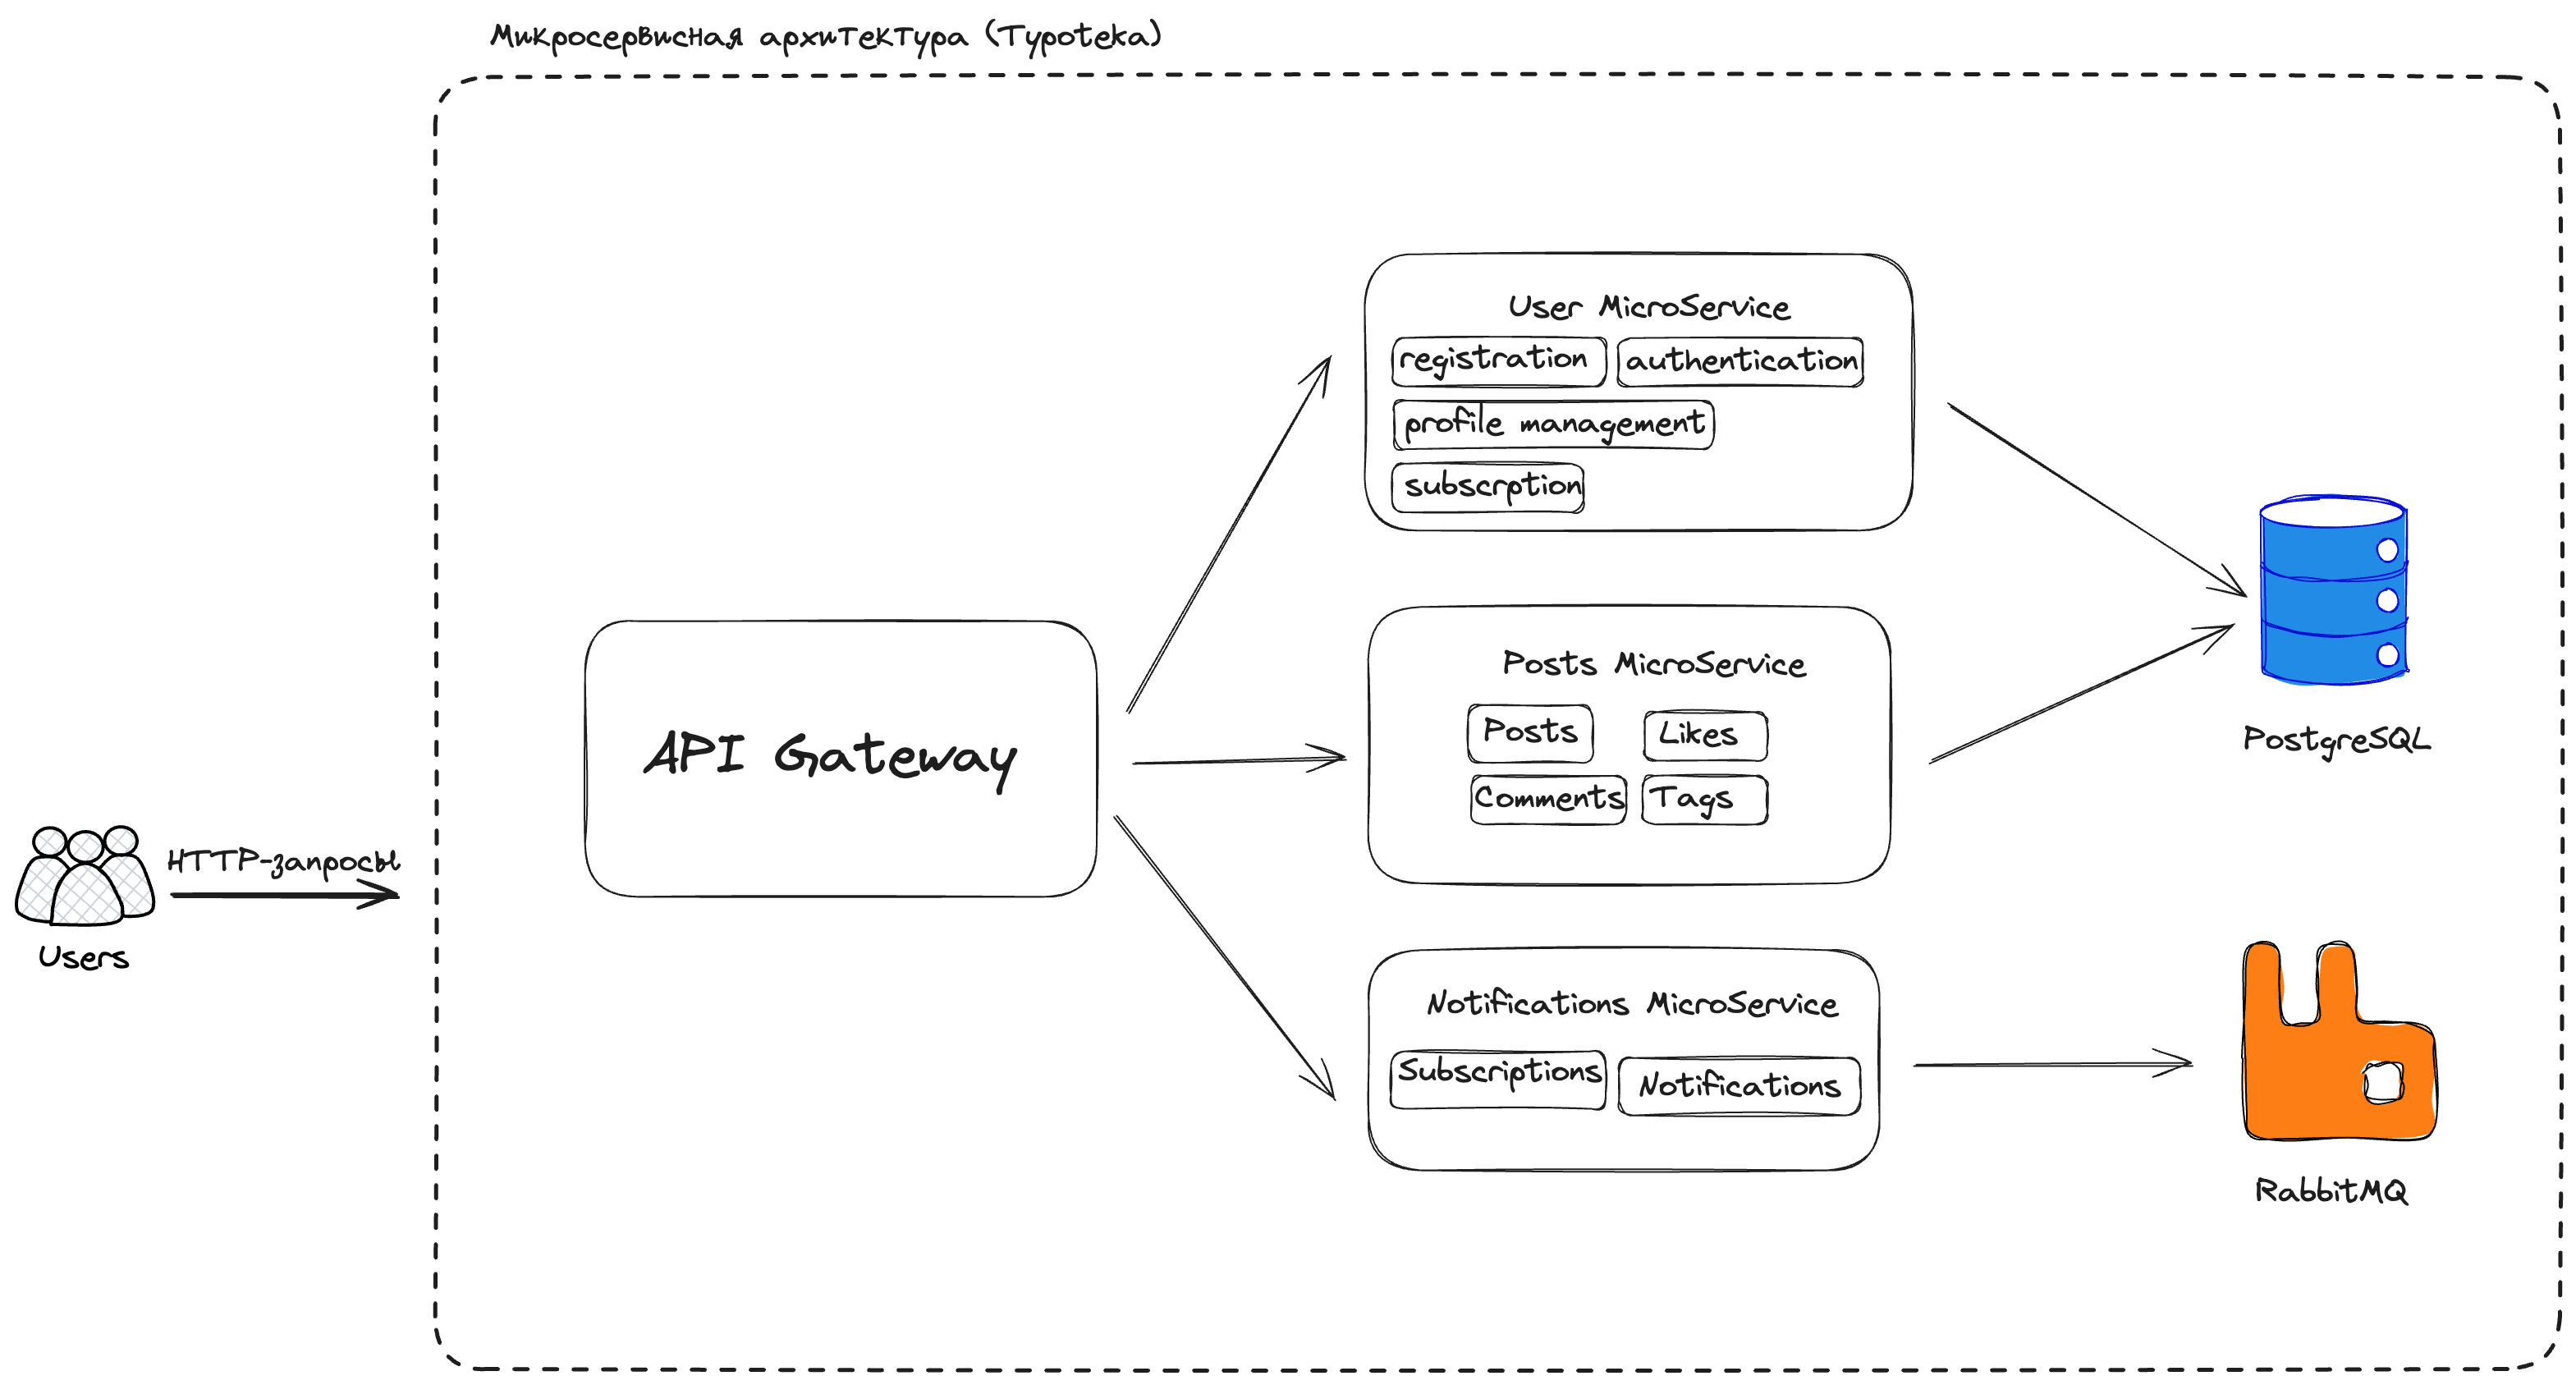 Микросервисная архитектура (Typoteka)
User MicroService
registration
authentication
profile management
subscrption
API Gateway
Posts MicroService
Posts
Likes
Comments
Tags
PostgreSQL
HTTP-запросы
Users
Notifications MicroService
Subscriptions
Notifications
RabbitMQ